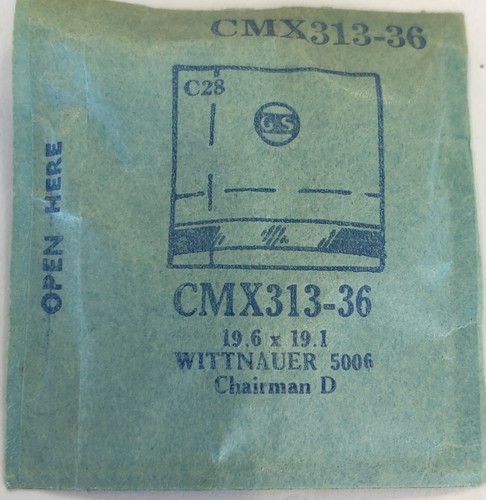 CMX313-36
C28
GS
OPEN HERE
CMX313-36
19.6 x 19.1
WITTNAUER 5006
Chairman D